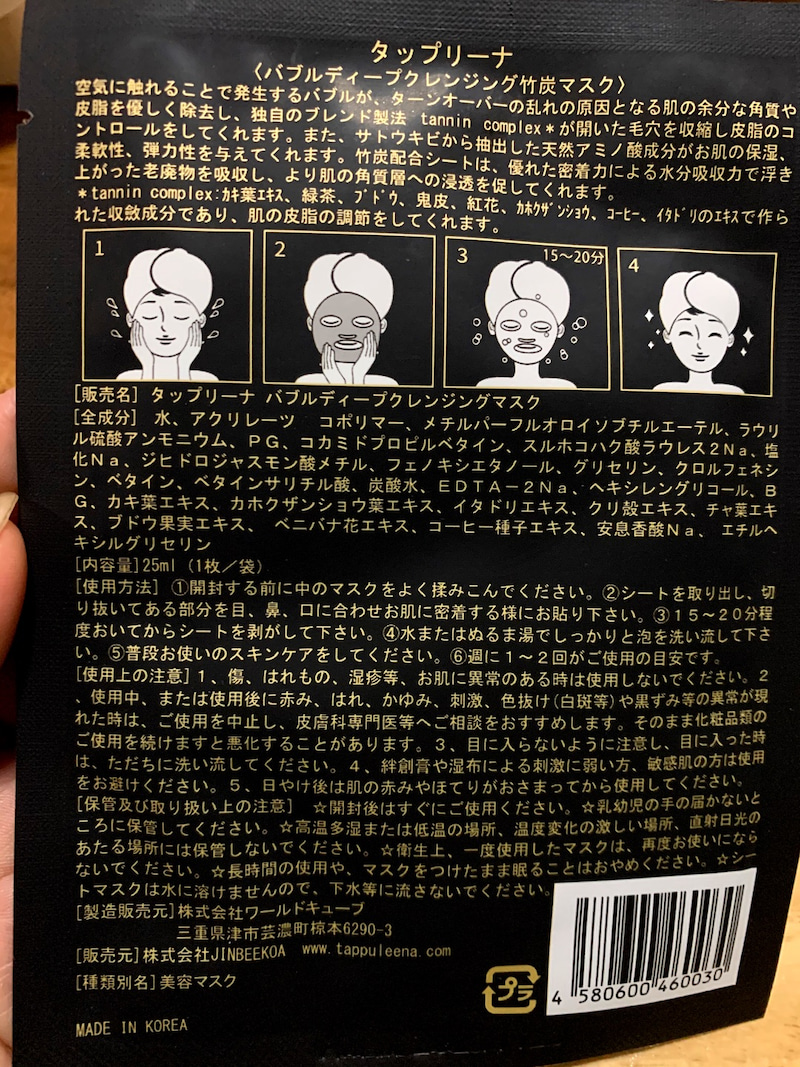 タップリーナ
〈バブルディープクレンジング竹炭マスク〉
空気に触れることで発生するバブルが、ターンオーバーの乱れの原因となる肌の余分な角質や
皮脂を優しく除去し、独自のブレンド製法 tannin complex*が開いた毛穴を収縮し皮脂のコ
ントロールをしてくれます。また、サトウキビから抽出した天然アミノ酸成分がお肌の保湿、
柔軟性、弾力性を与えてくれます。竹炭配合シートは、優れた密着力による水分吸収力で浮き
上がった老廃物を吸収し、より肌の角質層への浸透を促してくれます。
*tannin complex:カキ葉エキス、緑茶、ブドウ、鬼皮、紅花、カホクザンショウ、コーヒー、イタドリのエキスで作ら
れた収斂成分であり、肌の皮脂の調節をしてくれます。
1
2
3
15〜20分
4
[販売名] タップリーナ バブルディープクレンジングマスク
[全成分] 水、アクリレーツ コポリマー、メチルパーフルオロイソブチルエーテル、ラウリ
ル硫酸アンモニウム、PG、コカミドプロピルベタイン、スルホコハク酸ラウレス2Na、塩
化Na、ジヒドロジャスモン酸メチル、フェノキシエタノール、グリセリン、クロルフェネシ
ン、ベタイン、ベタインサリチル酸、炭酸水、EDTA-2Na、ヘキシレングリコール、B
G、カキ葉エキス、カホクザンショウ葉エキス、イタドリエキス、クリ殻エキス、チャ葉エキ
ス、ブドウ果実エキス、 ベニバナ花エキス、コーヒー種子エキス、安息香酸Na、 エチルヘ
キシルグリセリン
[内容量]25ml (1枚/袋)
[使用方法] ①開封する前に中のマスクをよく揉みこんでください。②シートを取り出し、切
り抜いてある部分を目、鼻、口に合わせお肌に密着する様にお貼り下さい。③15〜20分程
度おいてからシートを剥がして下さい。④水またはぬるま湯でしっかりと泡を洗い流して下さ
い。⑤普段お使いのスキンケアをしてください。⑥週に1〜2回がご使用の目安です。
[使用上の注意] 1、傷、はれもの、湿疹等、お肌に異常のある時は使用しないでください。2
、使用中、または使用後に赤み、はれ、かゆみ、刺激、色抜け(白斑等)や黒ずみ等の異常が現
れた時は、ご使用を中止し、皮膚科専門医等へご相談をおすすめします。そのまま化粧品類の
ご使用を続けますと悪化することがあります。3、目に入らないように注意し、目に入った時
は、ただちに洗い流してください。4、絆創膏や湿布による刺激に弱い方、敏感肌の方は使用
をお避けください。5、日やけ後は肌の赤みやほてりがおさまってから使用してください。
[保管及び取り扱い上の注意] ☆開封後はすぐにご使用ください。☆乳幼児の手の届かないと
ころに保管してください。☆高温多湿または低温の場所、温度変化の激しい場所、直射日光の
あたる場所には保管しないでください。☆衛生上、一度使用したマスクは、再度お使いになら
ないでください。☆長時間の使用や、マスクをつけたまま眠ることはおやめください。☆シー
トマスクは水に溶けませんので、下水等に流さないでください。
[製造販売元]株式会社ワールドキューブ
三重県津市芸濃町椋本6290-3
[販売元]株式会社JINBEEKOA www.tappuleena.com
[種類別名]美容マスク
プラ
4 580600 460030
MADE IN KOREA